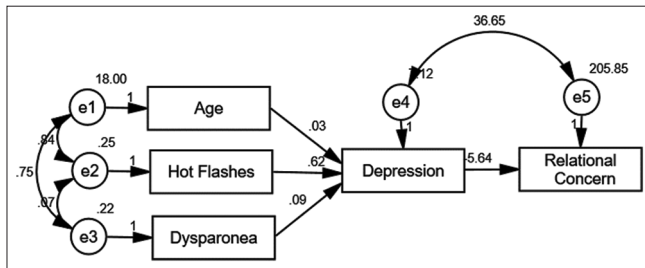 36.65
18.00
205.85
e1
1
Age
e4
e5
1
1
.03
.84
.25
e2
1
Hot Flashes
.62
Depression
-5.64
Relational
Concern
.75
.07
.22
.09
e3
1
Dysparonea